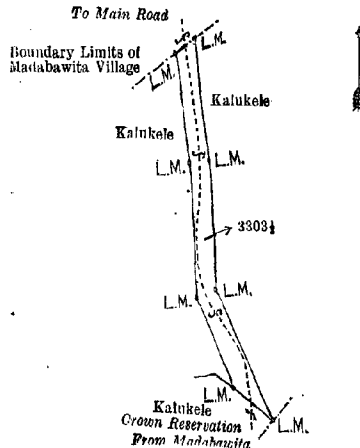 To Main Road
Boundary Limits of
Madabawita Village
L.M.
L.M.
Kalukele
Kalukele
L.M.
L.M.
3303½
L.M.
L.M.
L.M.
Kalukele
Crown Reservation
L.M.
From Madabawita